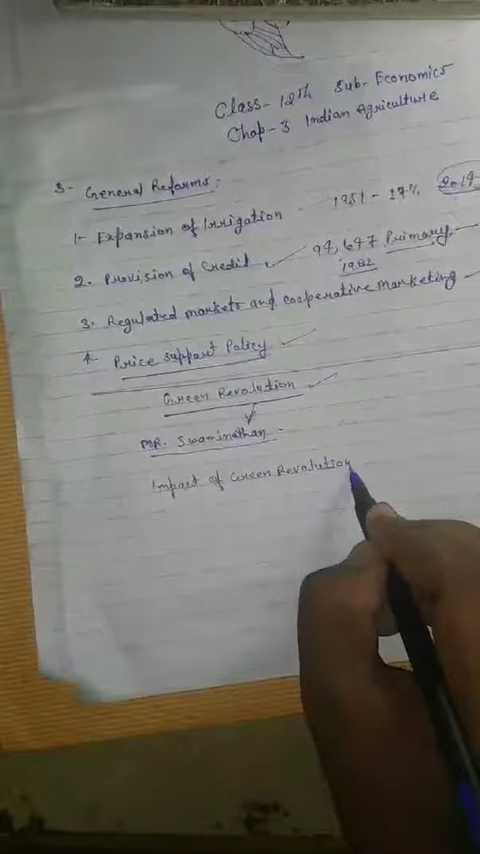 Class- 12th Sub- Economics
Chap-3 Indian Agriculture
3- General Reforms:-
1- Expansion of Irrigation - 1951 - 17% 2019-
2. Provision of Credit. 94,647 Primary
1982
3. Regulated markets and cooperative marketing
4. Price support Policy
Green Revolution
MR. Swaminathan -
Impact of Green Revolution